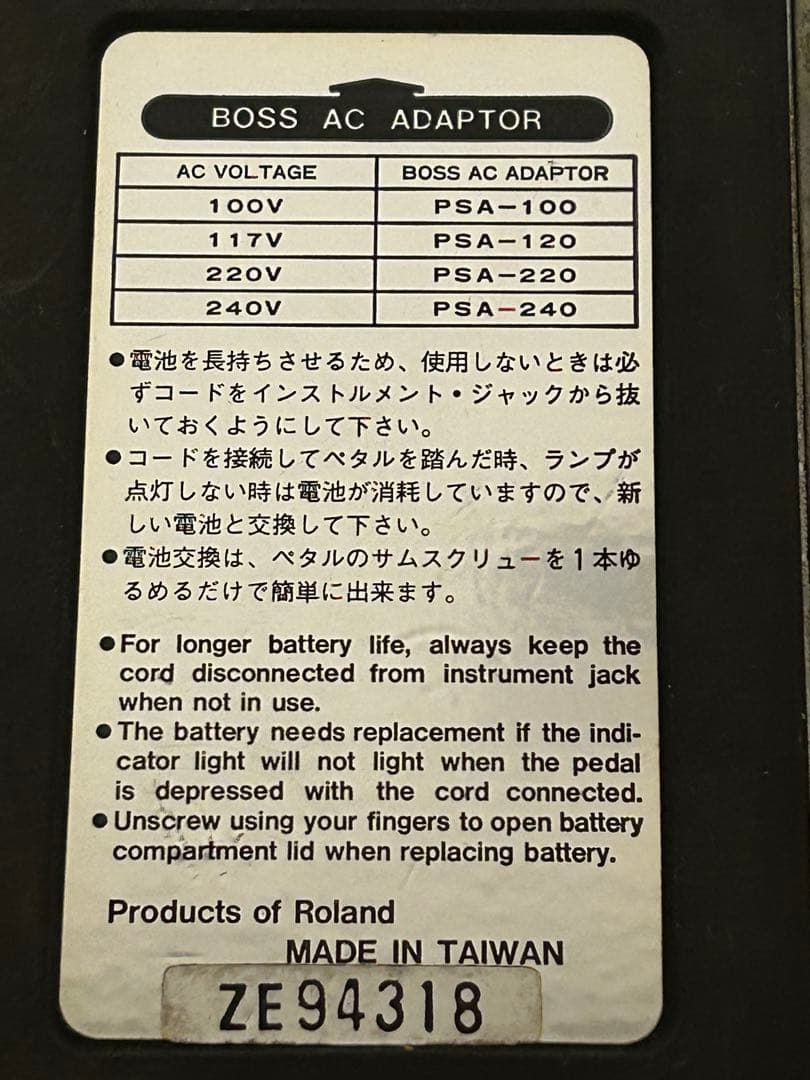 BOSS AC ADAPTOR
AC VOLTAGE BOSS AC ADAPTOR
100V PSA-100
117V PSA-120
220V PSA-220
240V PSA-240
●電池を長持ちさせるため、使用しないときは必
ずコードをインストルメント・ジャックから抜
いておくようにして下さい。
●コードを接続してペタルを踏んだ時、ランプが
点灯しない時は電池が消耗していますので、新
しい電池と交換して下さい。
●電池交換は、ペタルのサムスクリューを1本ゆ
るめるだけで簡単に出来ます。
●For longer battery life, always keep the
cord disconnected from instrument jack
when not in use.
●The battery needs replacement if the indi-
cator light will not light when the pedal
is depressed with the cord connected.
●Unscrew using your fingers to open battery
compartment lid when replacing battery.
Products of Roland
MADE IN TAIWAN
ZE94318